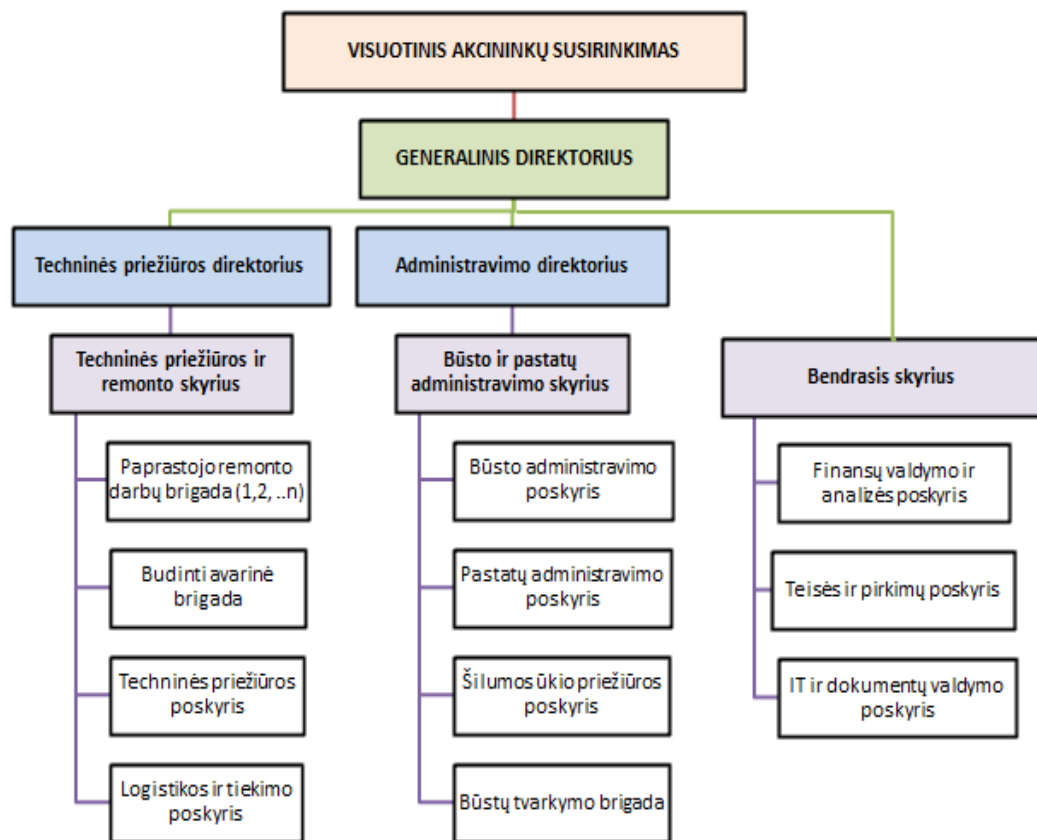 VISUOTINIS AKCININKŲ SUSIRINKIMAS
GENERALINIS DIREKTORIUS
Techninės priežiūros direktorius
Administravimo direktorius
Techninės priežiūros ir
remonto skyrius
Būsto ir pastatų
administravimo skyrius
Bendrasis skyrius
Paprastojo remonto
darbų brigada (1,2, ..n)
Budinti avarinė
brigada
Techninės priežiūros
poskyris
Logistikos ir tiekimo
poskyris
Būsto administravimo
poskyris
Pastatų administravimo
poskyris
Šilumos ūkio priežiūros
poskyris
Būstų tvarkymo brigada
Finansų valdymo ir
analizės poskyris
Teisės ir pirkimų poskyris
IT ir dokumentų valdymo
poskyris